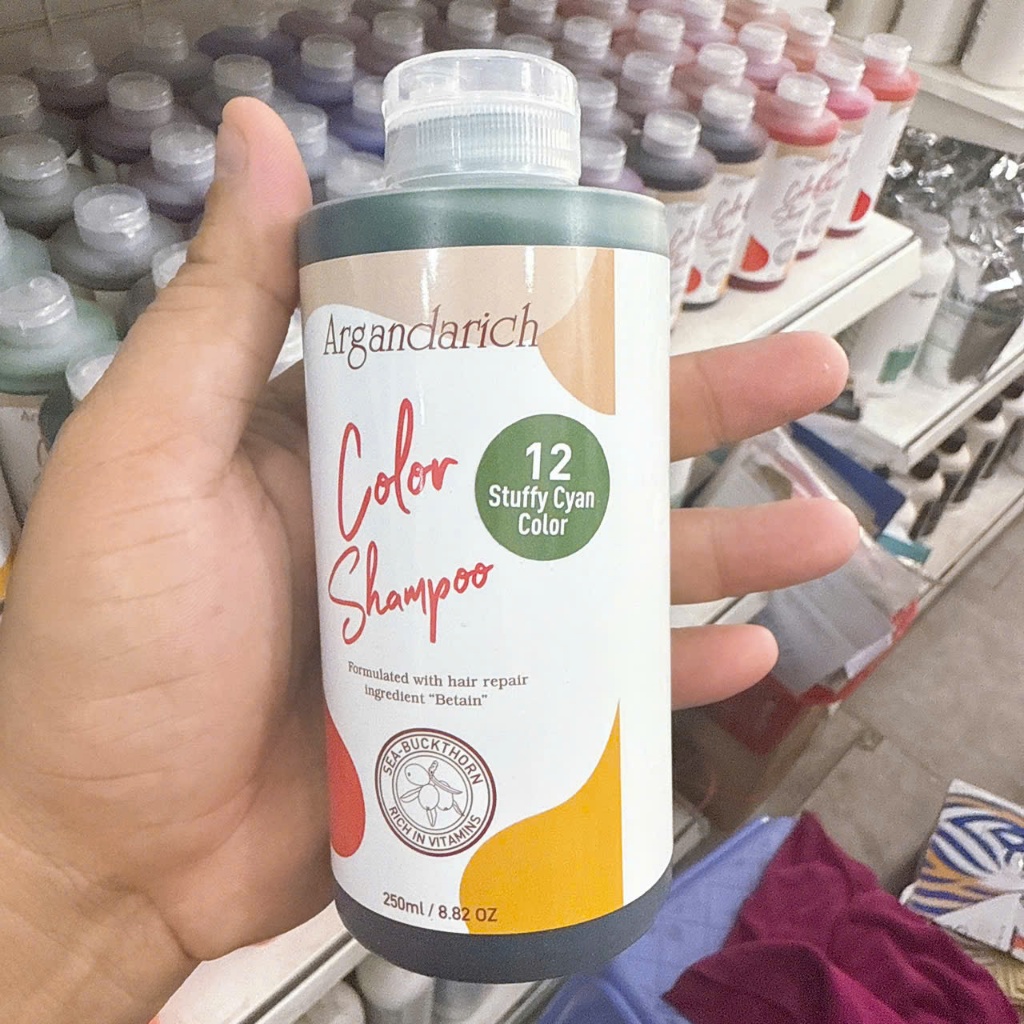 Argandarich
Color
Shampoo
12
Stuffy Cyan
Color
Formulated with hair repair
ingredient “Betain”
SEA-BUCKTHORN
RICH IN VITAMINS
250ml / 8.82 OZ